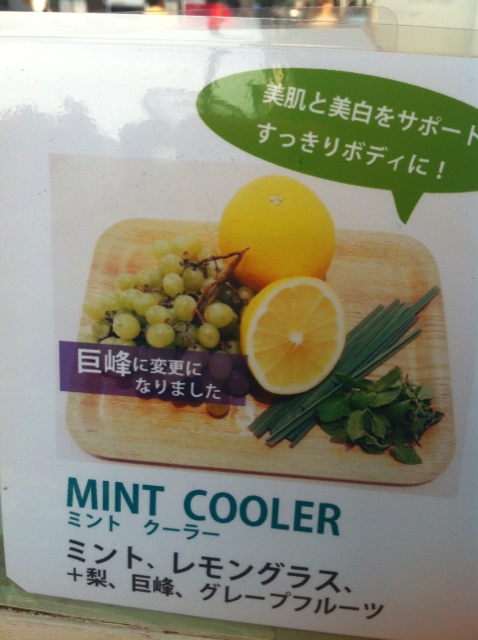 美肌と美白をサポート
すっきりボディに！
巨峰に変更に
なりました
MINT COOLER
ミント クーラー
ミント、レモングラス、
＋梨、巨峰、グレープフルーツ